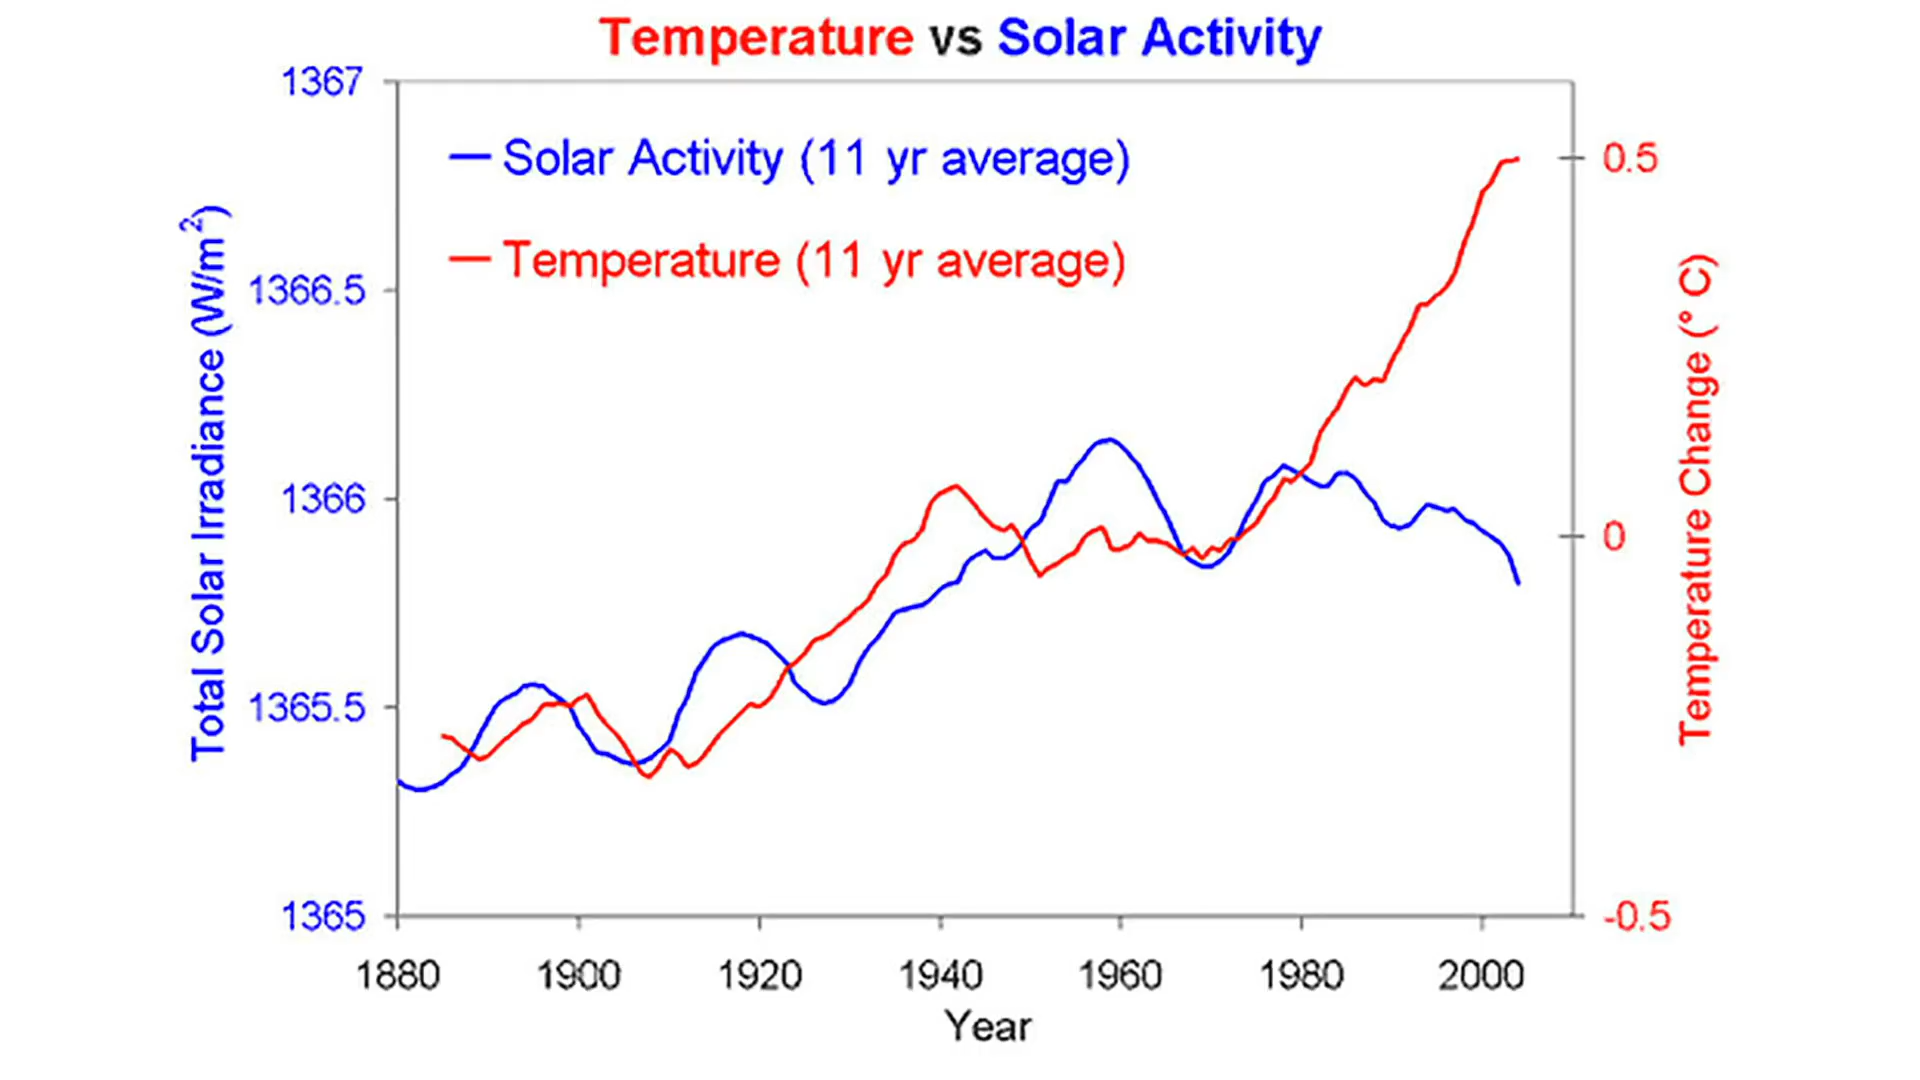 Temperature vs Solar Activity
1367
1366.5
1366
1365.5
1365
Total Solar Irradiance (W/m²)
Solar Activity (11 yr average)
Temperature (11 yr average)
0.5
0
-0.5
Temperature Change (° C)
1880 1900 1920 1940 1960 1980 2000
Year